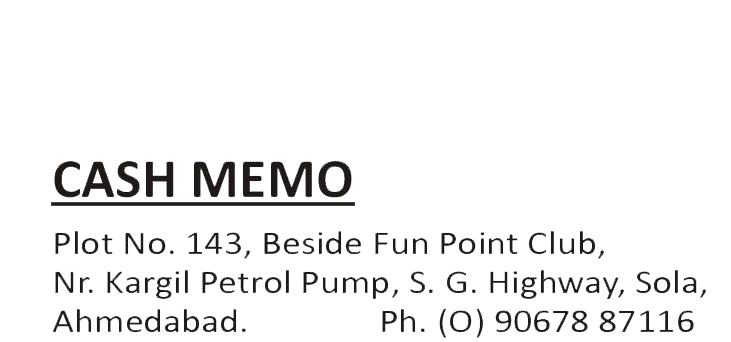 CASH MEMO
Plot No. 143, Beside Fun Point Club,
Nr. Kargil Petrol Pump, S. G. Highway, Sola,
Ahmedabad. Ph. (O) 90678 87116